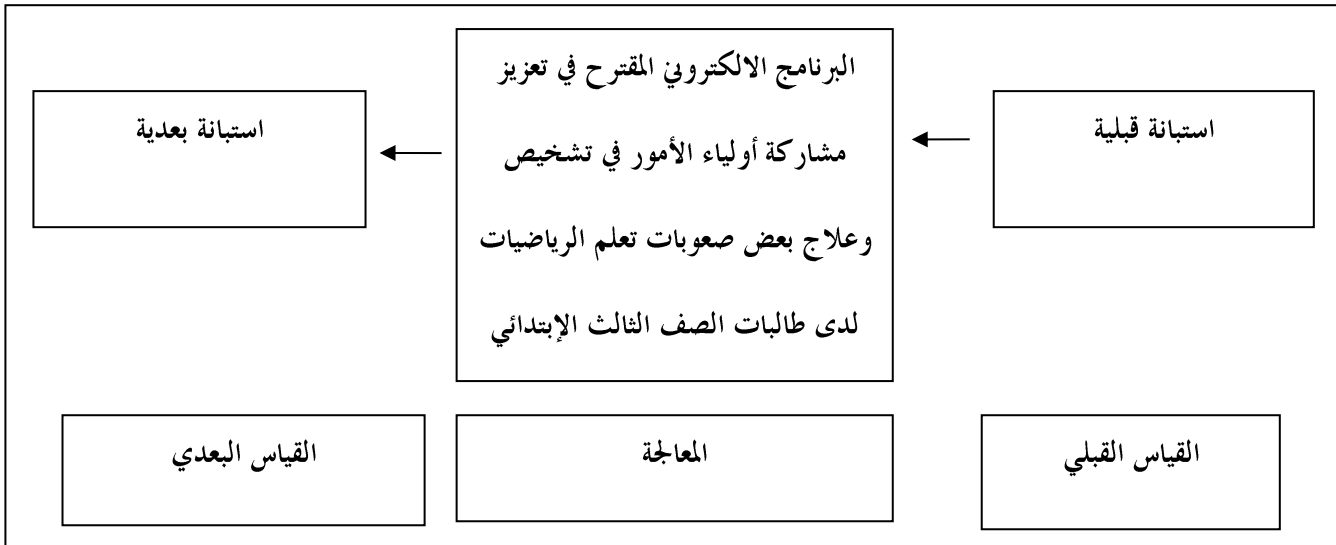 استبانة قبلية
البرنامج الالكتروني المقترح في تعزيز
مشاركة أولياء الأمور في تشخيص
وعلاج بعض صعوبات تعلم الرياضيات
لدى طالبات الصف الثالث الإبتدائي
استبانة بعدية
القياس القبلي
المعالجة
القياس البعدي